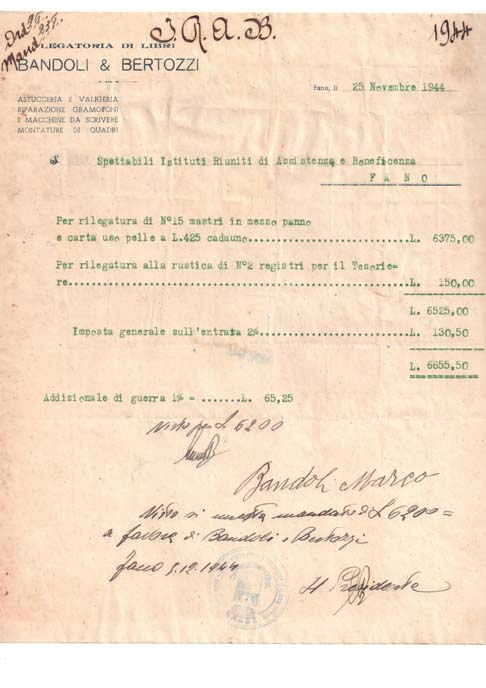 I.R.A.B.
1944
Ord 96.
Mand 239.
LEGATORIA DI LIBRI
BANDOLI & BERTOZZI
Fano, li 25 Novembre 1944
ASTUCCERIA E VALIGERIA
RIPARAZIONE GRAMOFONI
E MACCHINE DA SCRIVERE
MONTATURE DI QUADRI
Spettabili Istituti Riuniti di Assistenza e Beneficenza
F A N O
Per rilegatura di N°15 mastri in mezzo panno
e carta uso pelle a L.425 cadauno..........................L. 6375,00
Per rilegatura alla rustica di N°2 registri per il Tesorie=
re.........................................................L. 150,00
L. 6525,00
Imposta generale sull'entrata 2%.........................L. 130,50
L. 6655,50
Addizionale di guerra 1% = .......L. 65,25
Visto per £ 6200
Bandoli Marco
Visto si emetta mandato di £ 6200=
a favore di Bandoli e Bertozzi
Fano 9.12.1944
Il Presidente